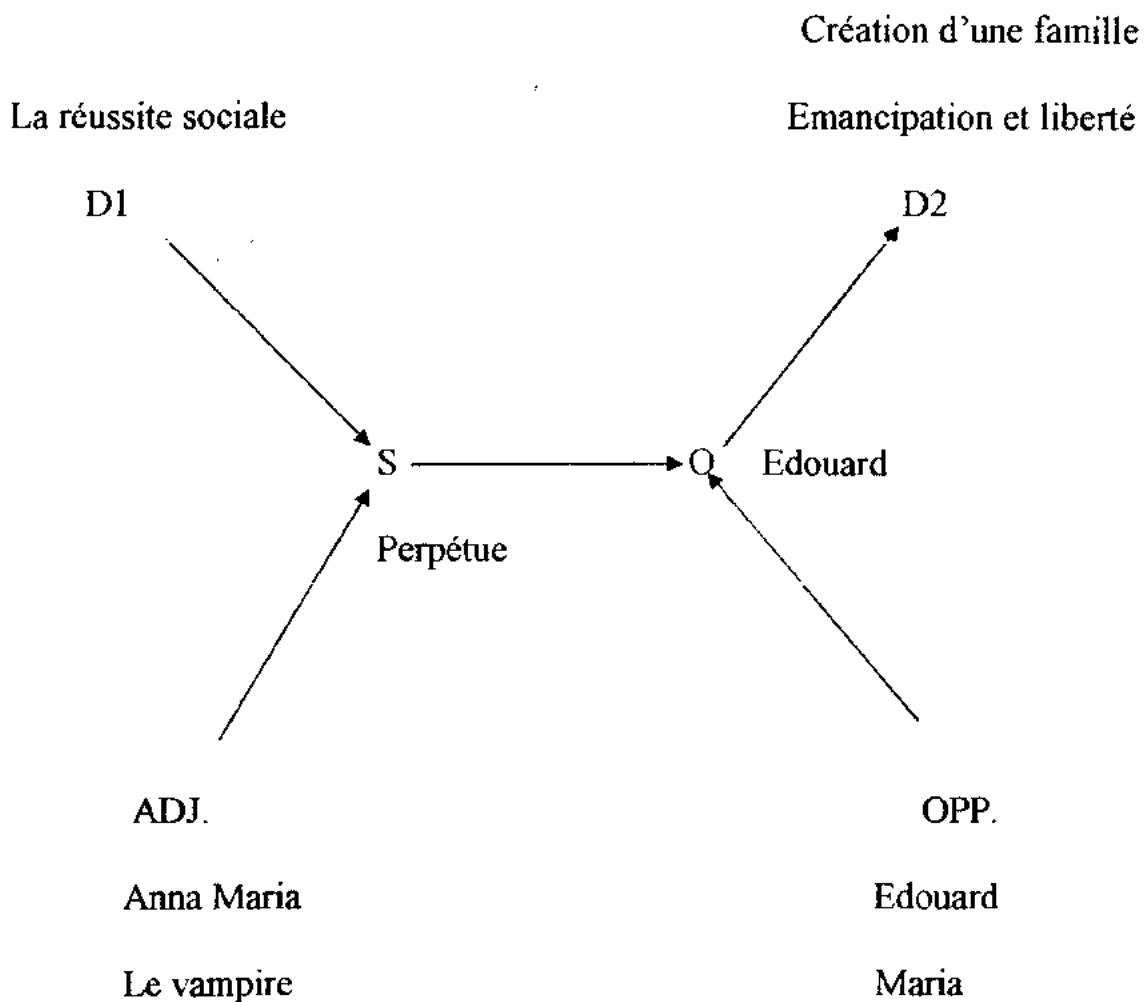 Création d'une famille
La réussite sociale
Emancipation et liberté
D1
D2
S
O
Edouard
Perpétue
ADJ.
OPP.
Anna Maria
Edouard
Le vampire
Maria